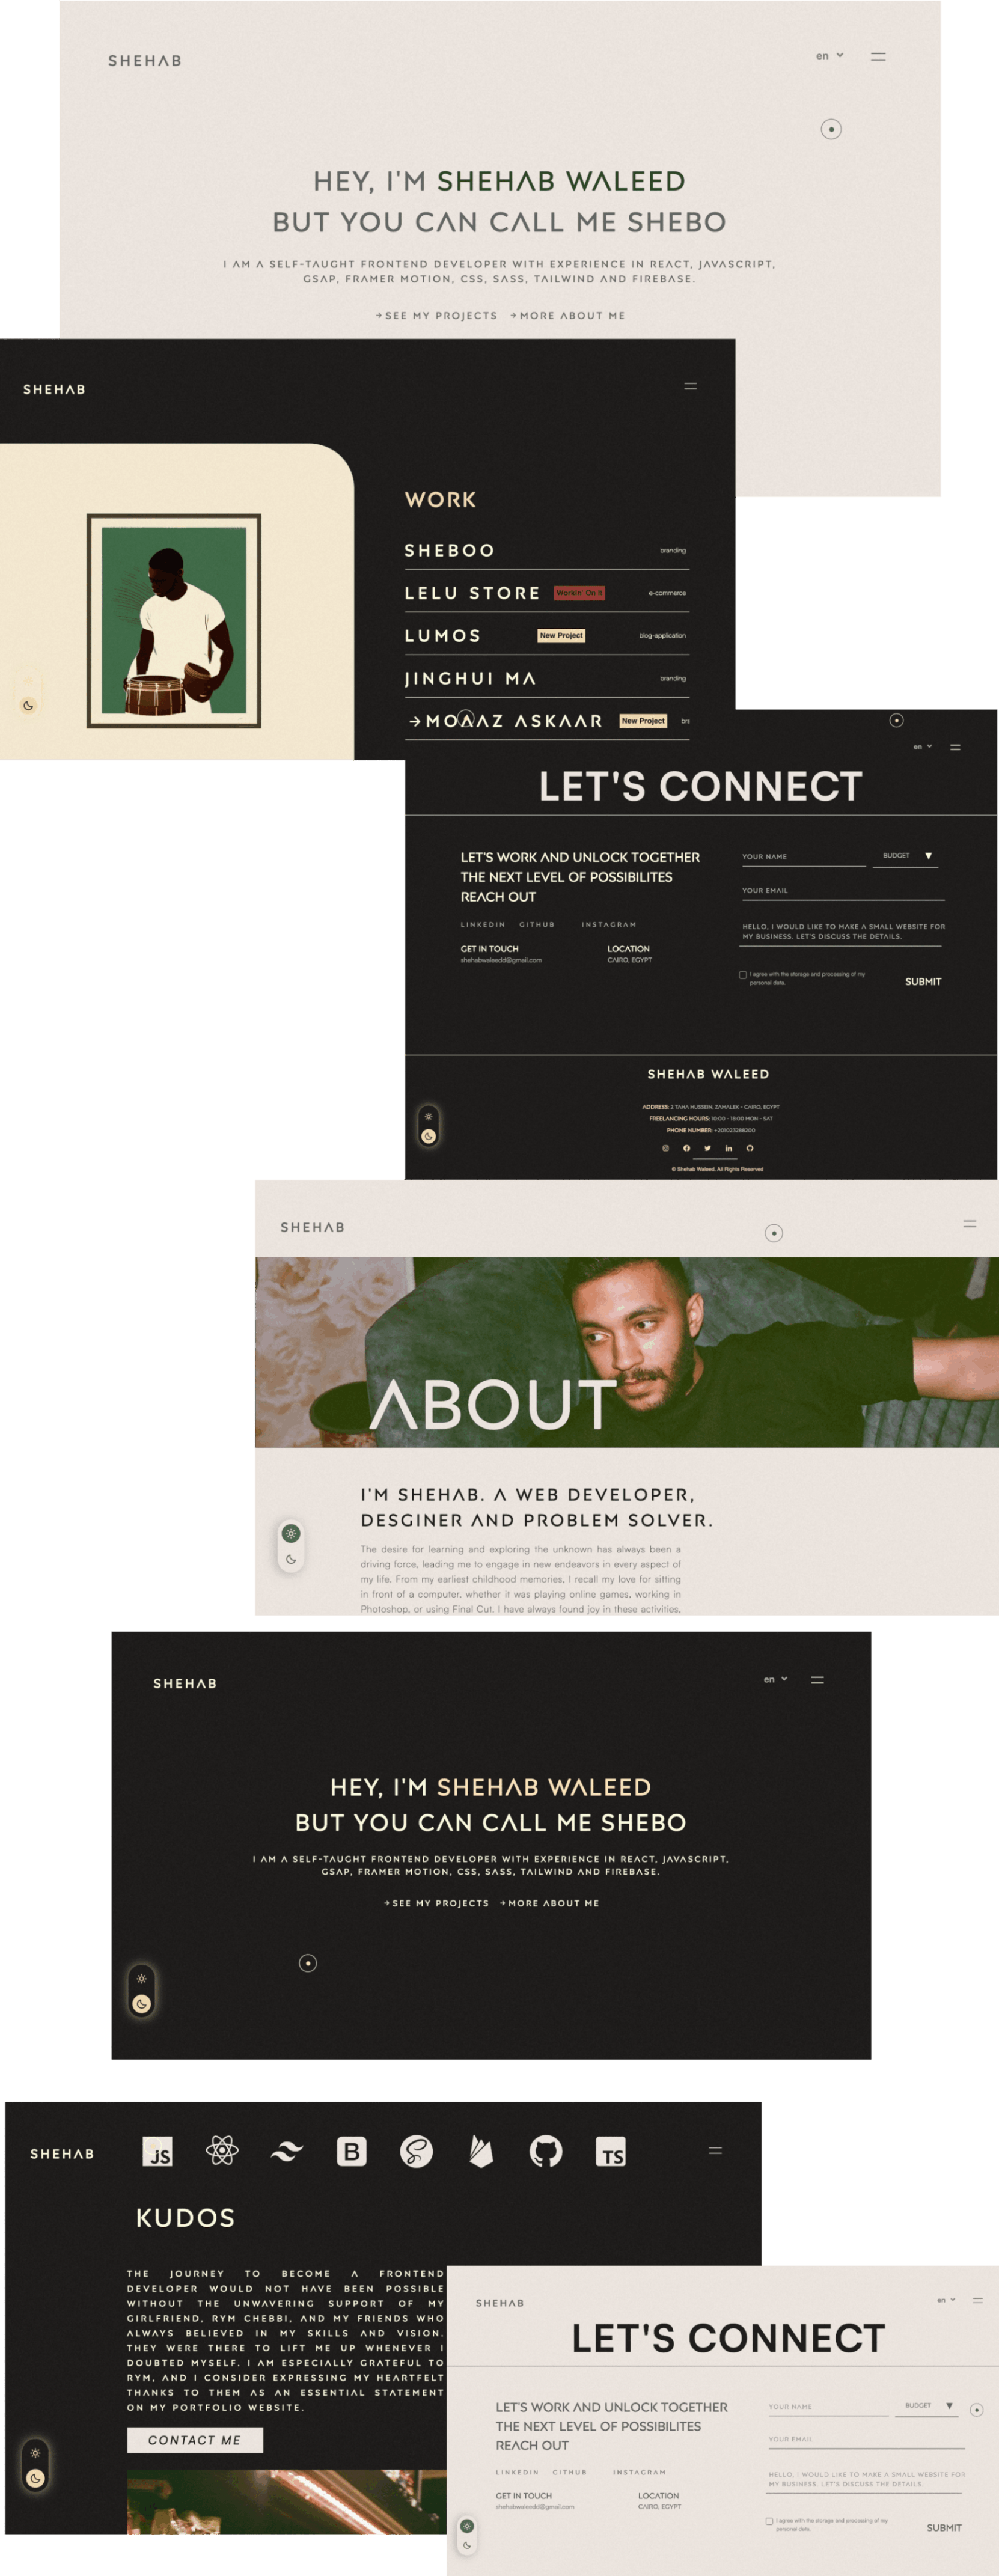 SHEHAB
en
HEY, I'M SHEHAB WALEED
BUT YOU CAN CALL ME SHEBO
I AM A SELF-TAUGHT FRONTEND DEVELOPER WITH EXPERIENCE IN REACT, JAVASCRIPT,
GSAP, FRAMER MOTION, CSS, SASS, TAILWIND AND FIREBASE.
→SEE MY PROJECTS →MORE ABOUT ME
SHEHAB
WORK
SHEBOO branding
LELU STORE Workin' On It e-commerce
LUMOS New Project blog-application
JINGHUI MA branding
→MOAAZ ASKAAR New Project
en
LET'S CONNECT
LET'S WORK AND UNLOCK TOGETHER
THE NEXT LEVEL OF POSSIBILITES
REACH OUT
LINKEDIN GITHUB INSTAGRAM
GET IN TOUCH LOCATION
shehabwaleedd@gmail.com CAIRO, EGYPT
YOUR NAME BUDGET ▼
YOUR EMAIL
HELLO, I WOULD LIKE TO MAKE A SMALL WEBSITE FOR
MY BUSINESS. LET'S DISCUSS THE DETAILS.
I agree with the storage and processing of my
personal data.
SUBMIT
SHEHAB WALEED
ADDRESS: 2 TAHA HUSSEIN, ZAMALEK - CAIRO, EGYPT
FREELANCING HOURS: 10:00 - 18:00 MON - SAT
PHONE NUMBER: +201023288200
© Shehab Waleed. All Rights Reserved
SHEHAB
ABOUT
I'M SHEHAB. A WEB DEVELOPER,
DESGINER AND PROBLEM SOLVER.
The desire for learning and exploring the unknown has always been a
driving force, leading me to engage in new endeavors in every aspect of
my life. From my earliest childhood memories, I recall my love for sitting
in front of a computer, whether it was playing online games, working in
Photoshop, or using Final Cut. I have always found joy in these activities,
SHEHAB
en
HEY, I'M SHEHAB WALEED
BUT YOU CAN CALL ME SHEBO
I AM A SELF-TAUGHT FRONTEND DEVELOPER WITH EXPERIENCE IN REACT, JAVASCRIPT,
GSAP, FRAMER MOTION, CSS, SASS, TAILWIND AND FIREBASE.
→SEE MY PROJECTS →MORE ABOUT ME
SHEHAB
JS B TS
KUDOS
THE JOURNEY TO BECOME A FRONTEND
DEVELOPER WOULD NOT HAVE BEEN POSSIBLE
WITHOUT THE UNWAVERING SUPPORT OF MY
GIRLFRIEND, RYM CHEBBI, AND MY FRIENDS WHO
ALWAYS BELIEVED IN MY SKILLS AND VISION.
THEY WERE THERE TO LIFT ME UP WHENEVER I
DOUBTED MYSELF. I AM ESPECIALLY GRATEFUL TO
RYM, AND I CONSIDER EXPRESSING MY HEARTFELT
THANKS TO THEM AS AN ESSENTIAL STATEMENT
ON MY PORTFOLIO WEBSITE.
CONTACT ME
SHEHAB
en
LET'S CONNECT
LET'S WORK AND UNLOCK TOGETHER
THE NEXT LEVEL OF POSSIBILITES
REACH OUT
LINKEDIN GITHUB INSTAGRAM
GET IN TOUCH LOCATION
shehabwaleedd@gmail.com CAIRO, EGYPT
YOUR NAME BUDGET ▼
YOUR EMAIL
HELLO, I WOULD LIKE TO MAKE A SMALL WEBSITE FOR
MY BUSINESS. LET'S DISCUSS THE DETAILS.
I agree with the storage and processing of my
personal data.
SUBMIT